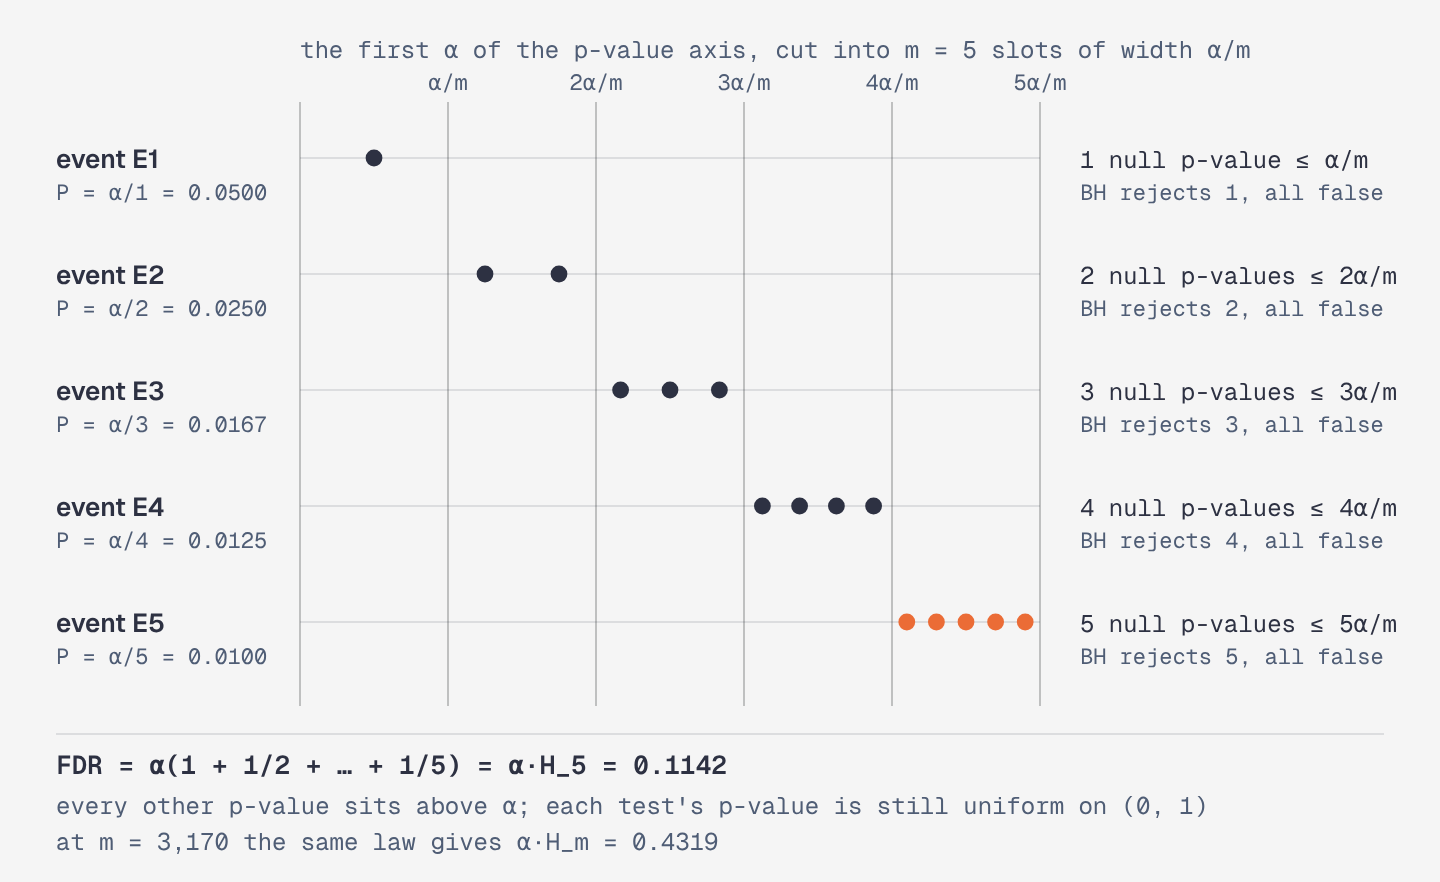 the first α of the p-value axis, cut into m = 5 slots of width α/m
α/m 2α/m 3α/m 4α/m 5α/m
event E1
P = α/1 = 0.0500
1 null p-value ≤ α/m
BH rejects 1, all false
event E2
P = α/2 = 0.0250
2 null p-values ≤ 2α/m
BH rejects 2, all false
event E3
P = α/3 = 0.0167
3 null p-values ≤ 3α/m
BH rejects 3, all false
event E4
P = α/4 = 0.0125
4 null p-values ≤ 4α/m
BH rejects 4, all false
event E5
P = α/5 = 0.0100
5 null p-values ≤ 5α/m
BH rejects 5, all false
FDR = α(1 + 1/2 + … + 1/5) = α·H_5 = 0.1142
every other p-value sits above α; each test's p-value is still uniform on (0, 1)
at m = 3,170 the same law gives α·H_m = 0.4319